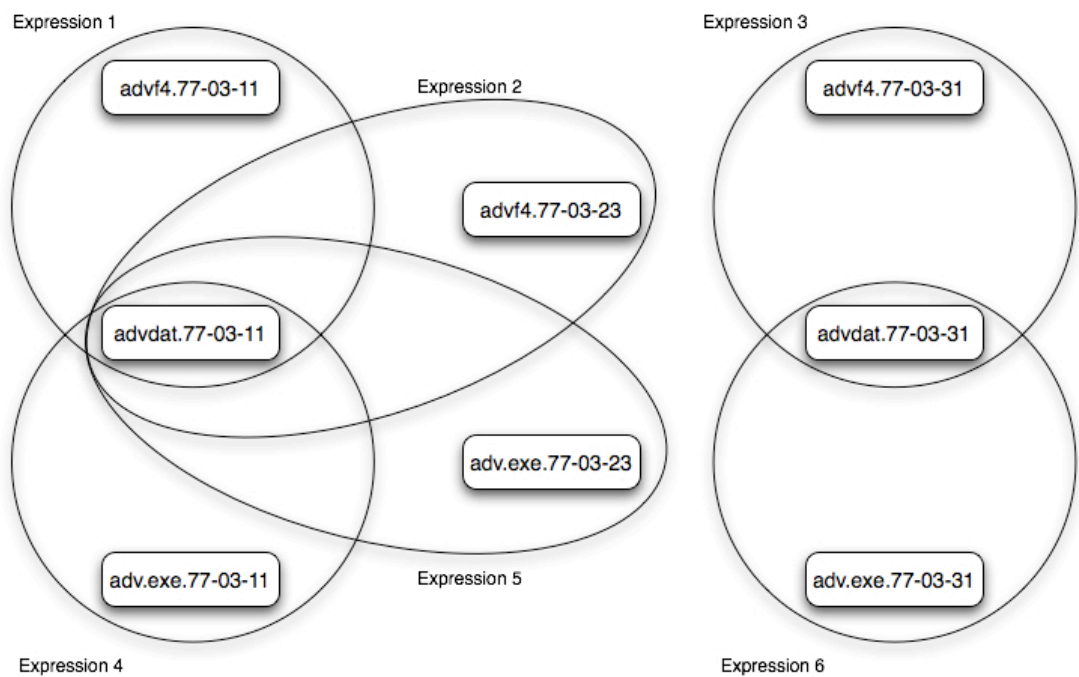 Expression 1
Expression 3
advf4.77-03-11
Expression 2
advf4.77-03-31
advf4.77-03-23
advdat.77-03-11
advdat.77-03-31
adv.exe.77-03-23
adv.exe.77-03-11
Expression 5
adv.exe.77-03-31
Expression 4
Expression 6